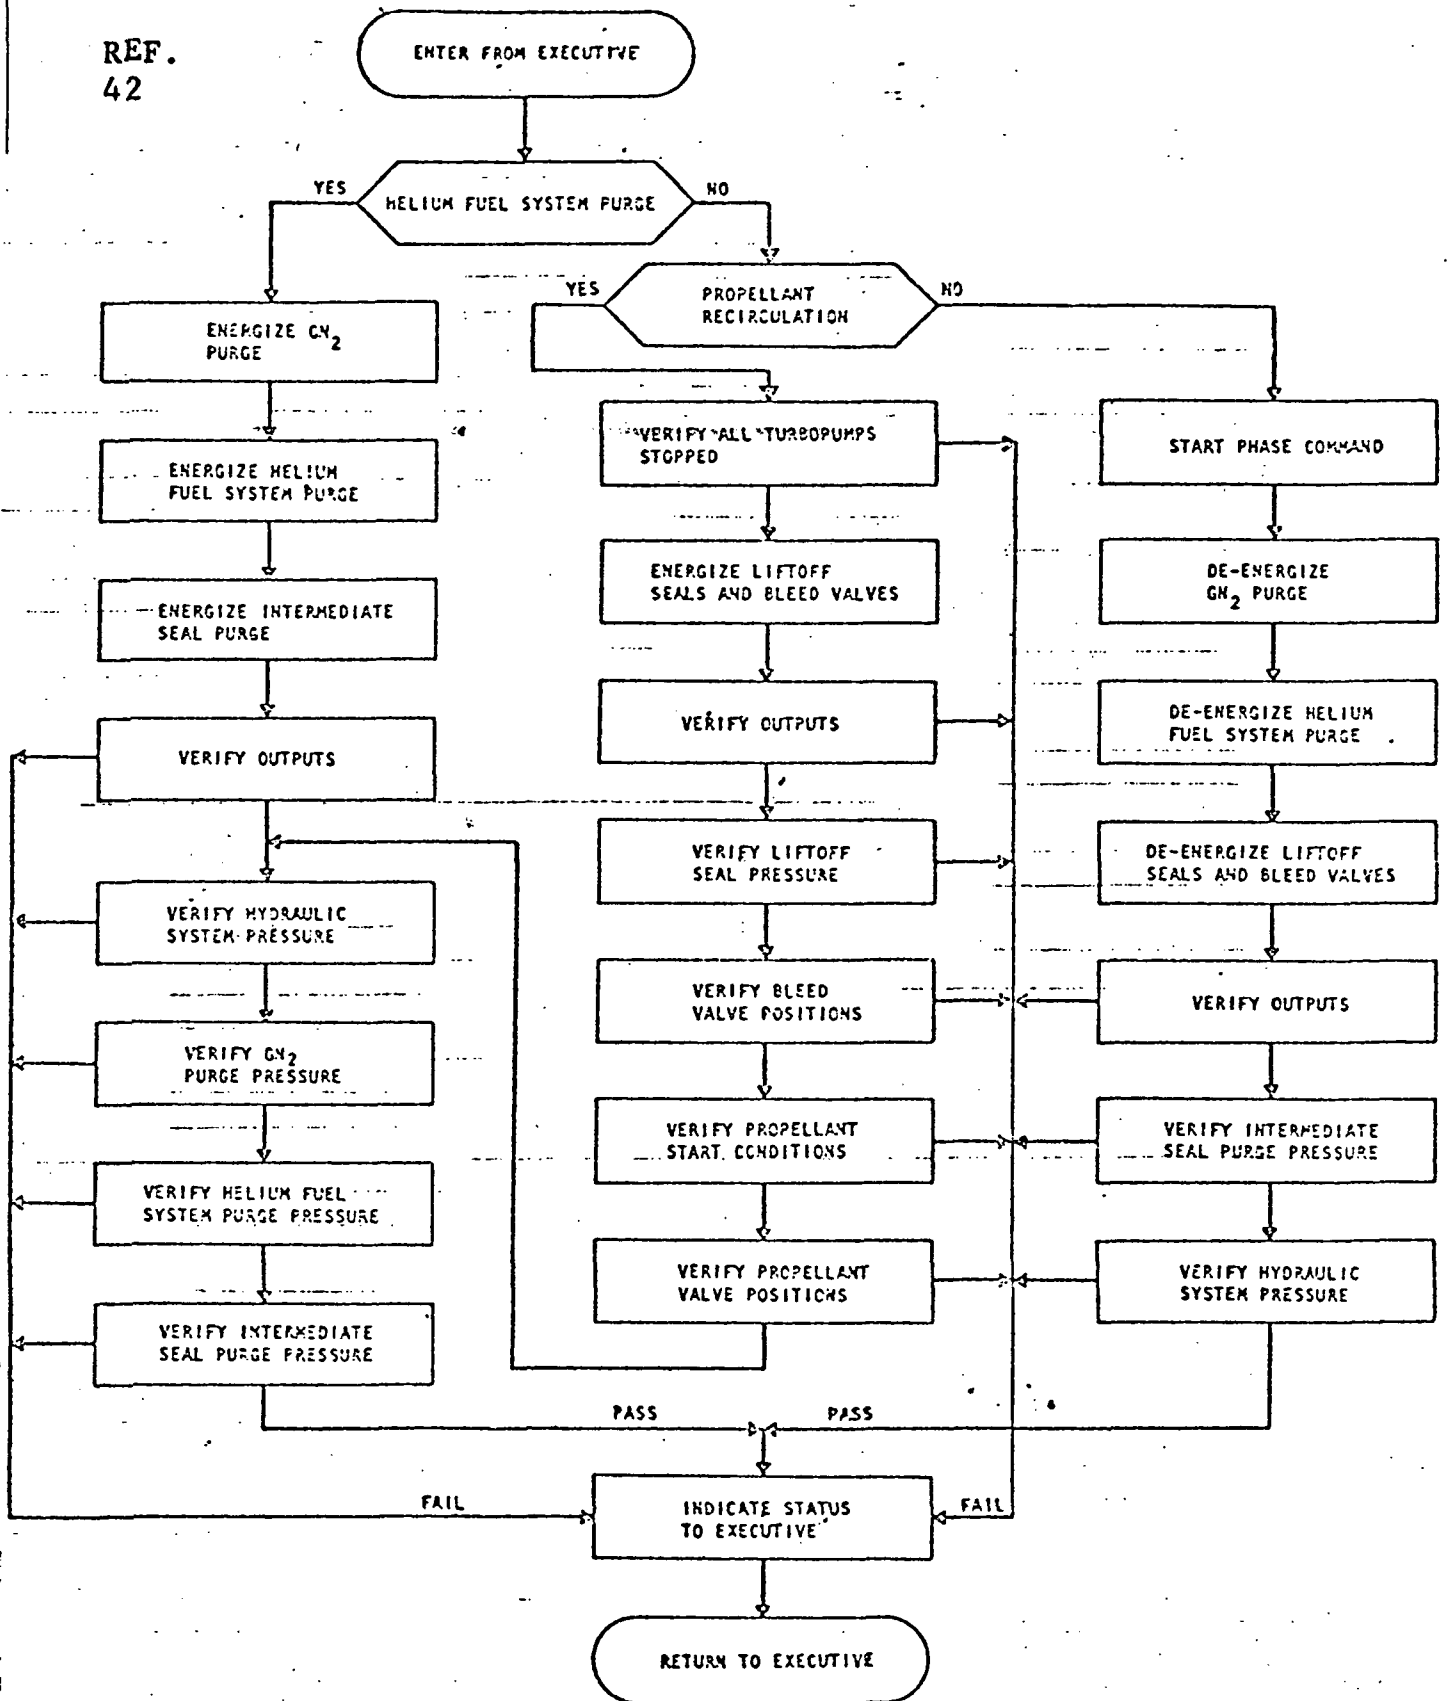 REF.
42
ENTER FROM EXECUTIVE
YES
HELIUM FUEL SYSTEM PURGE
NO
YES
PROPELLANT
RECIRCULATION
NO
ENERGIZE GN2
PURGE
ENERGIZE HELIUM
FUEL SYSTEM PURGE
ENERGIZE INTERMEDIATE
SEAL PURGE
VERIFY OUTPUTS
VERIFY HYDRAULIC
SYSTEM PRESSURE
VERIFY GN2
PURGE PRESSURE
VERIFY HELIUM FUEL
SYSTEM PURGE PRESSURE
VERIFY INTERMEDIATE
SEAL PURGE PRESSURE
VERIFY ALL TURBOPUMPS
STOPPED
ENERGIZE LIFTOFF
SEALS AND BLEED VALVES
VERIFY OUTPUTS
VERIFY LIFTOFF
SEAL PRESSURE
VERIFY BLEED
VALVE POSITIONS
VERIFY PROPELLANT
START CONDITIONS
VERIFY PROPELLANT
VALVE POSITIONS
START PHASE COMMAND
DE-ENERGIZE
GN2 PURGE
DE-ENERGIZE HELIUM
FUEL SYSTEM PURGE
DE-ENERGIZE LIFTOFF
SEALS AND BLEED VALVES
VERIFY OUTPUTS
VERIFY INTERMEDIATE
SEAL PURGE PRESSURE
VERIFY HYDRAULIC
SYSTEM PRESSURE
PASS
PASS
FAIL
INDICATE STATUS
TO EXECUTIVE
FAIL
RETURN TO EXECUTIVE